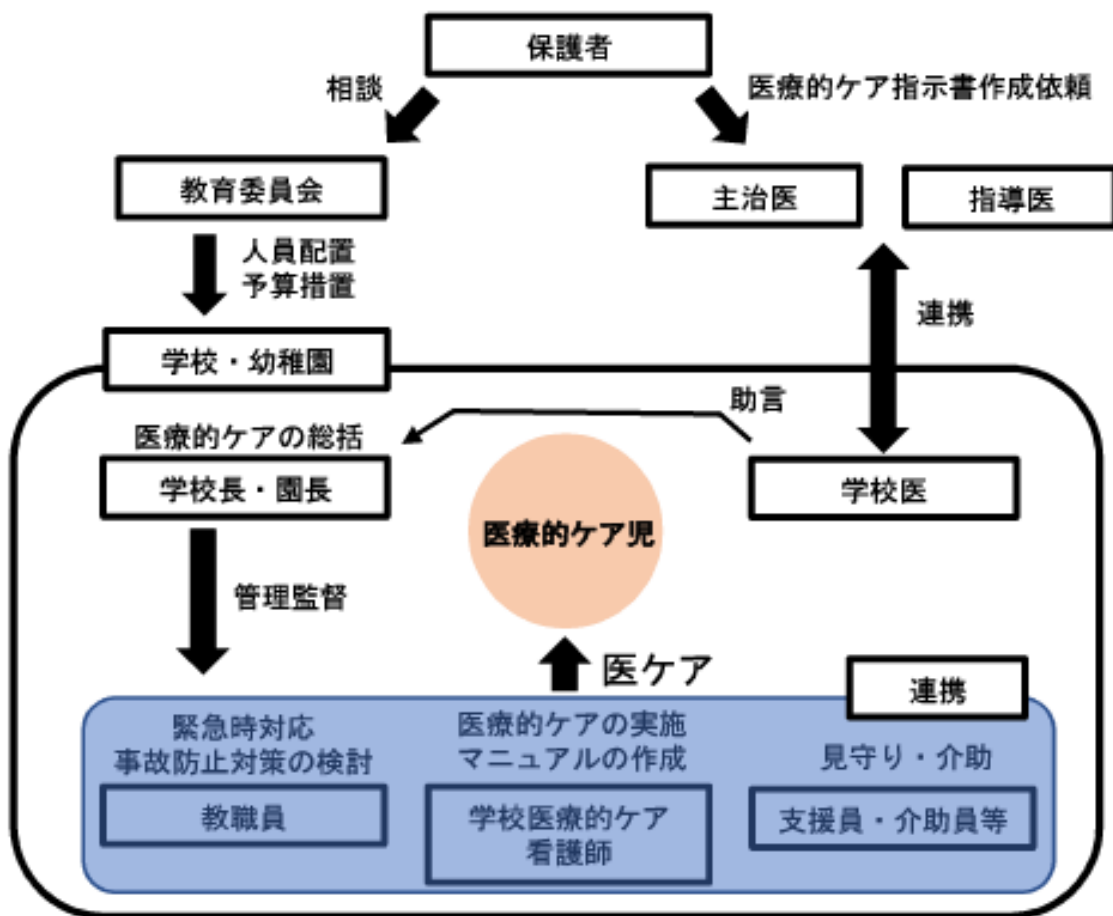 保護者
相談
医療的ケア指示書作成依頼
教育委員会
主治医
指導医
人員配置
予算措置
連携
学校・幼稚園
助言
医療的ケアの総括
学校長・園長
学校医
医療的ケア児
管理監督
医ケア
連携
緊急時対応
事故防止対策の検討
教職員
医療的ケアの実施
マニュアルの作成
学校医療的ケア
看護師
見守り・介助
支援員・介助員等